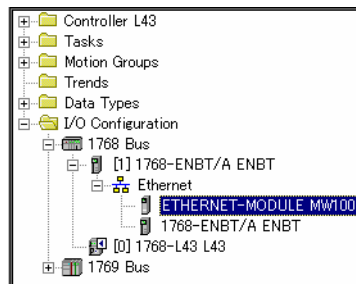 Controller L43
Tasks
Motion Groups
Trends
Data Types
I/O Configuration
1768 Bus
[1] 1768-ENBT/A ENBT
Ethernet
ETHERNET-MODULE MW100
1768-ENBT/A ENBT
[0] 1768-L43 L43
1769 Bus